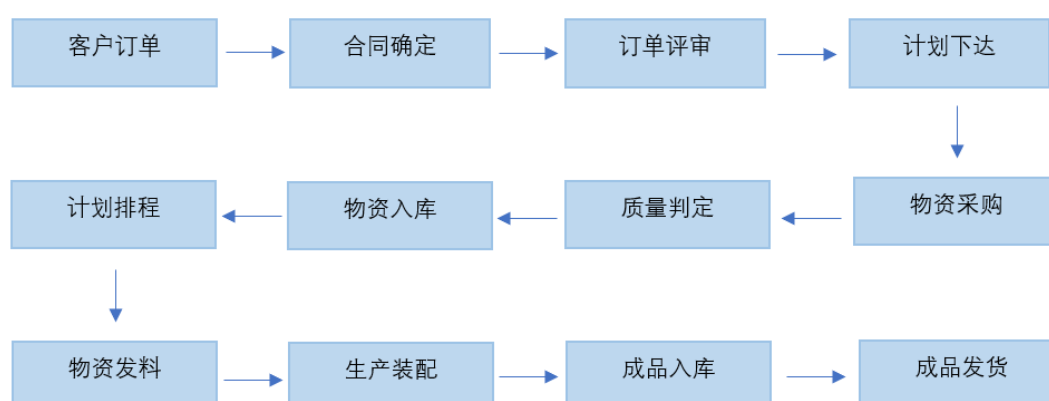 客户订单
合同确定
订单评审
计划下达
物资采购
质量判定
物资入库
计划排程
物资发料
生产装配
成品入库
成品发货